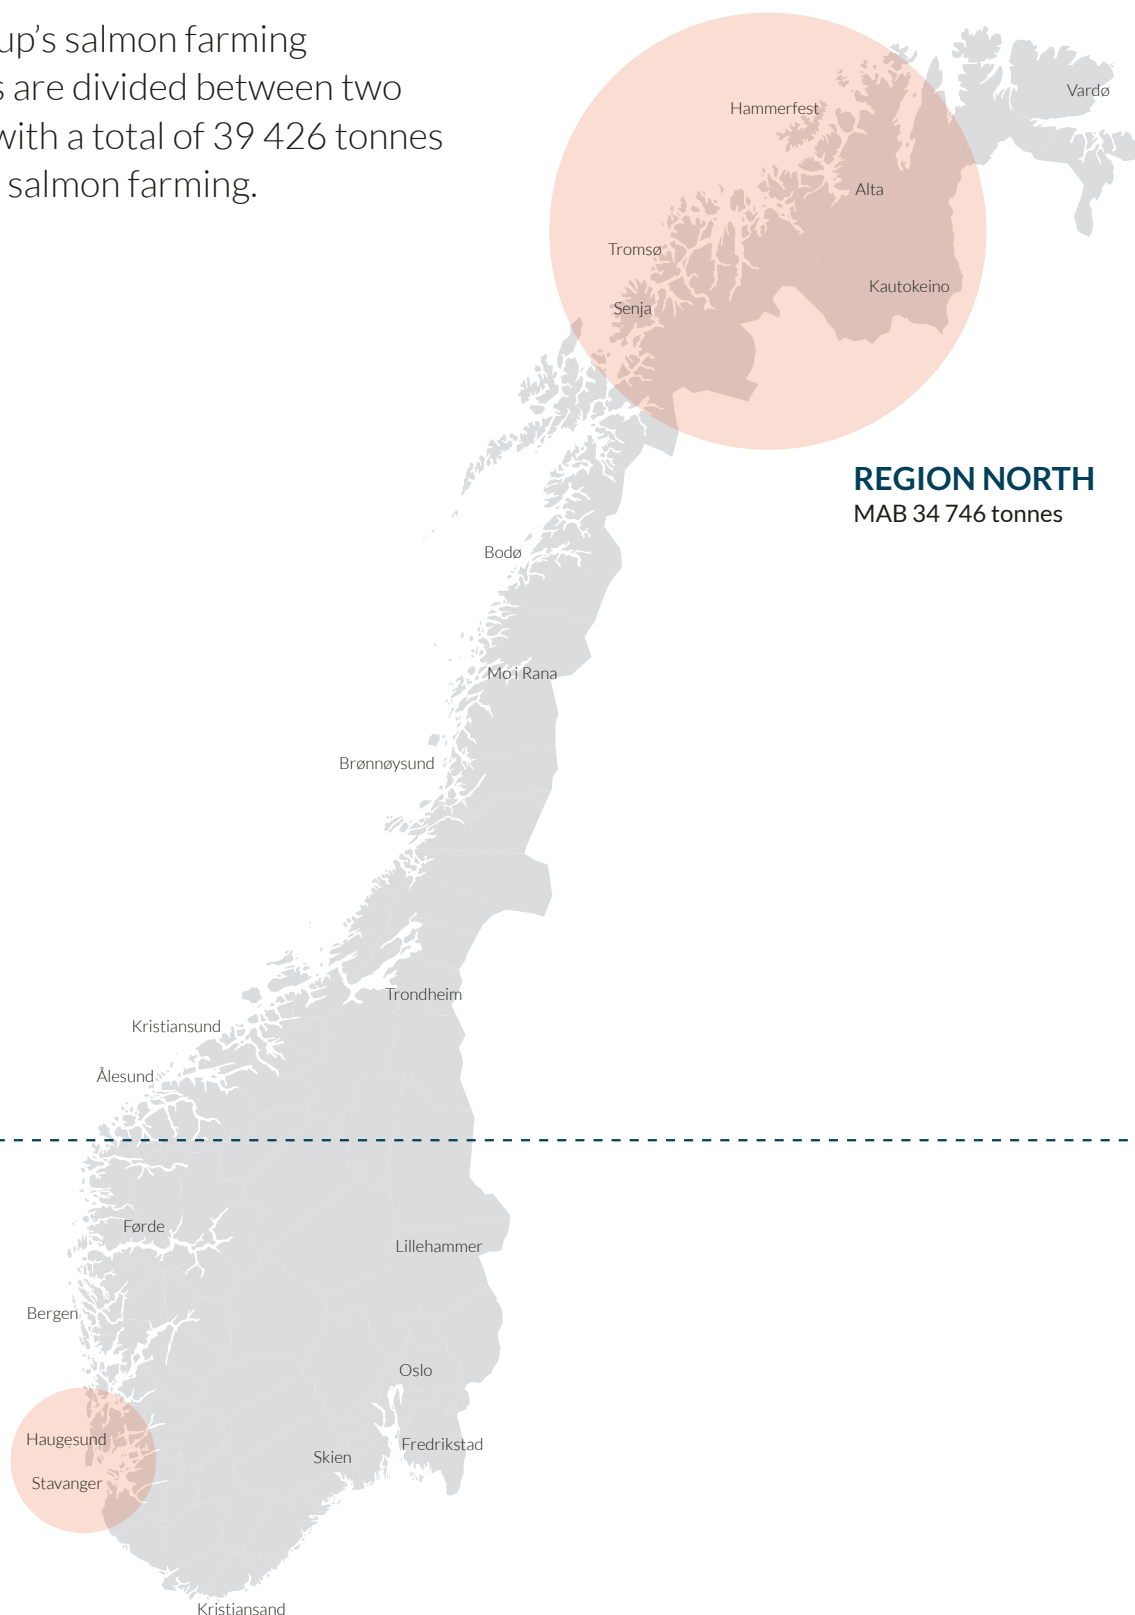 up's salmon farming
s are divided between two
with a total of 39 426 tonnes
salmon farming.
Vardø
Hammerfest
Alta
Tromsø
Kautokeino
Senja
REGION NORTH
MAB 34 746 tonnes
Bodø
Mo i Rana
Brønnøysund
Trondheim
Kristiansund
Ålesund
Førde
Lillehammer
Bergen
Oslo
Haugesund
Fredrikstad
Skien
Stavanger
Kristiansand